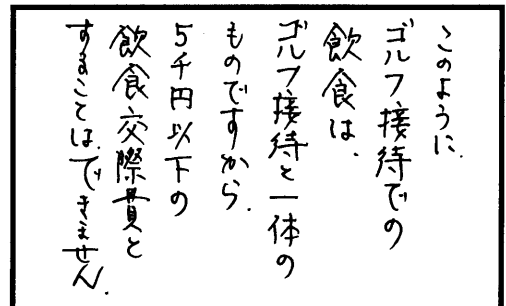 このように、
ゴルフ接待での
飲食は、
ゴルフ接待と一体の
ものですから、
5千円以下の
飲食交際費と
することは、できません。